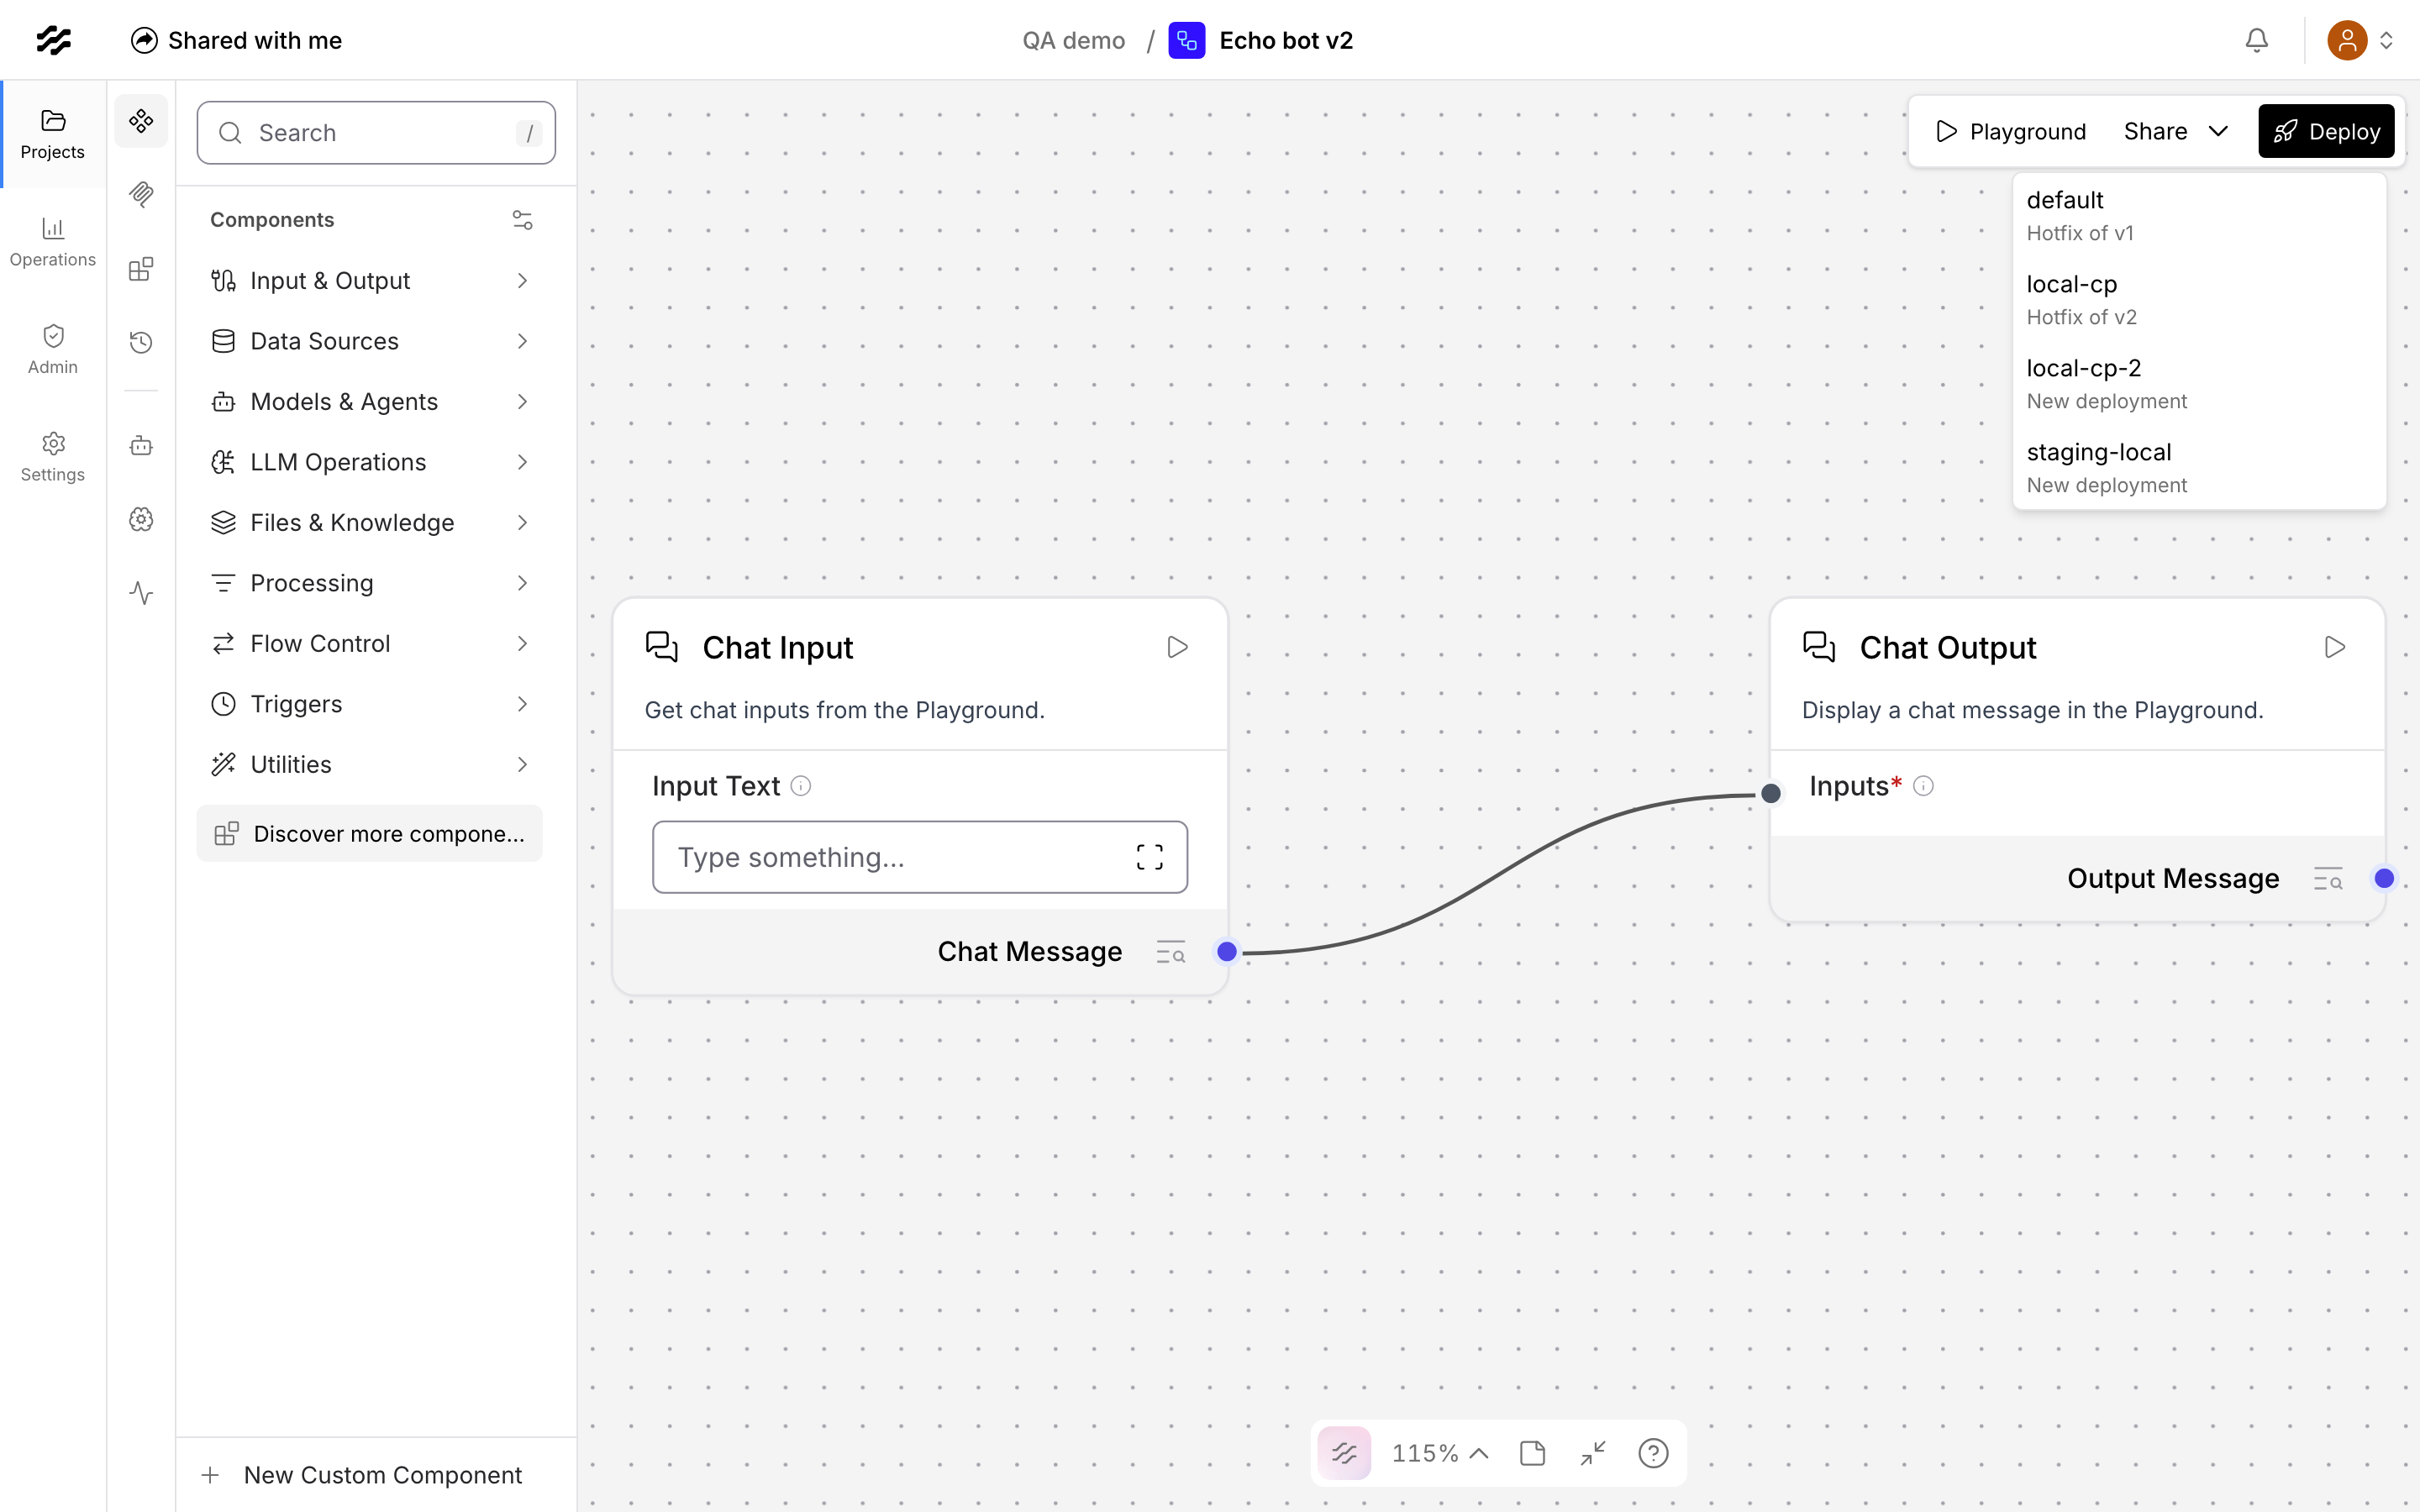 Shared with me
QA demo / Echo bot v2
Projects
Operations
Admin
Settings
Search /
Components
Input & Output
Data Sources
Models & Agents
LLM Operations
Files & Knowledge
Processing
Flow Control
Triggers
Utilities
Discover more compone...
New Custom Component
Playground
Share
Deploy
default
Hotfix of v1
local-cp
Hotfix of v2
local-cp-2
New deployment
staging-local
New deployment
Chat Input
Get chat inputs from the Playground.
Input Text
Type something...
Chat Message
Chat Output
Display a chat message in the Playground.
Inputs*
Output Message
115%